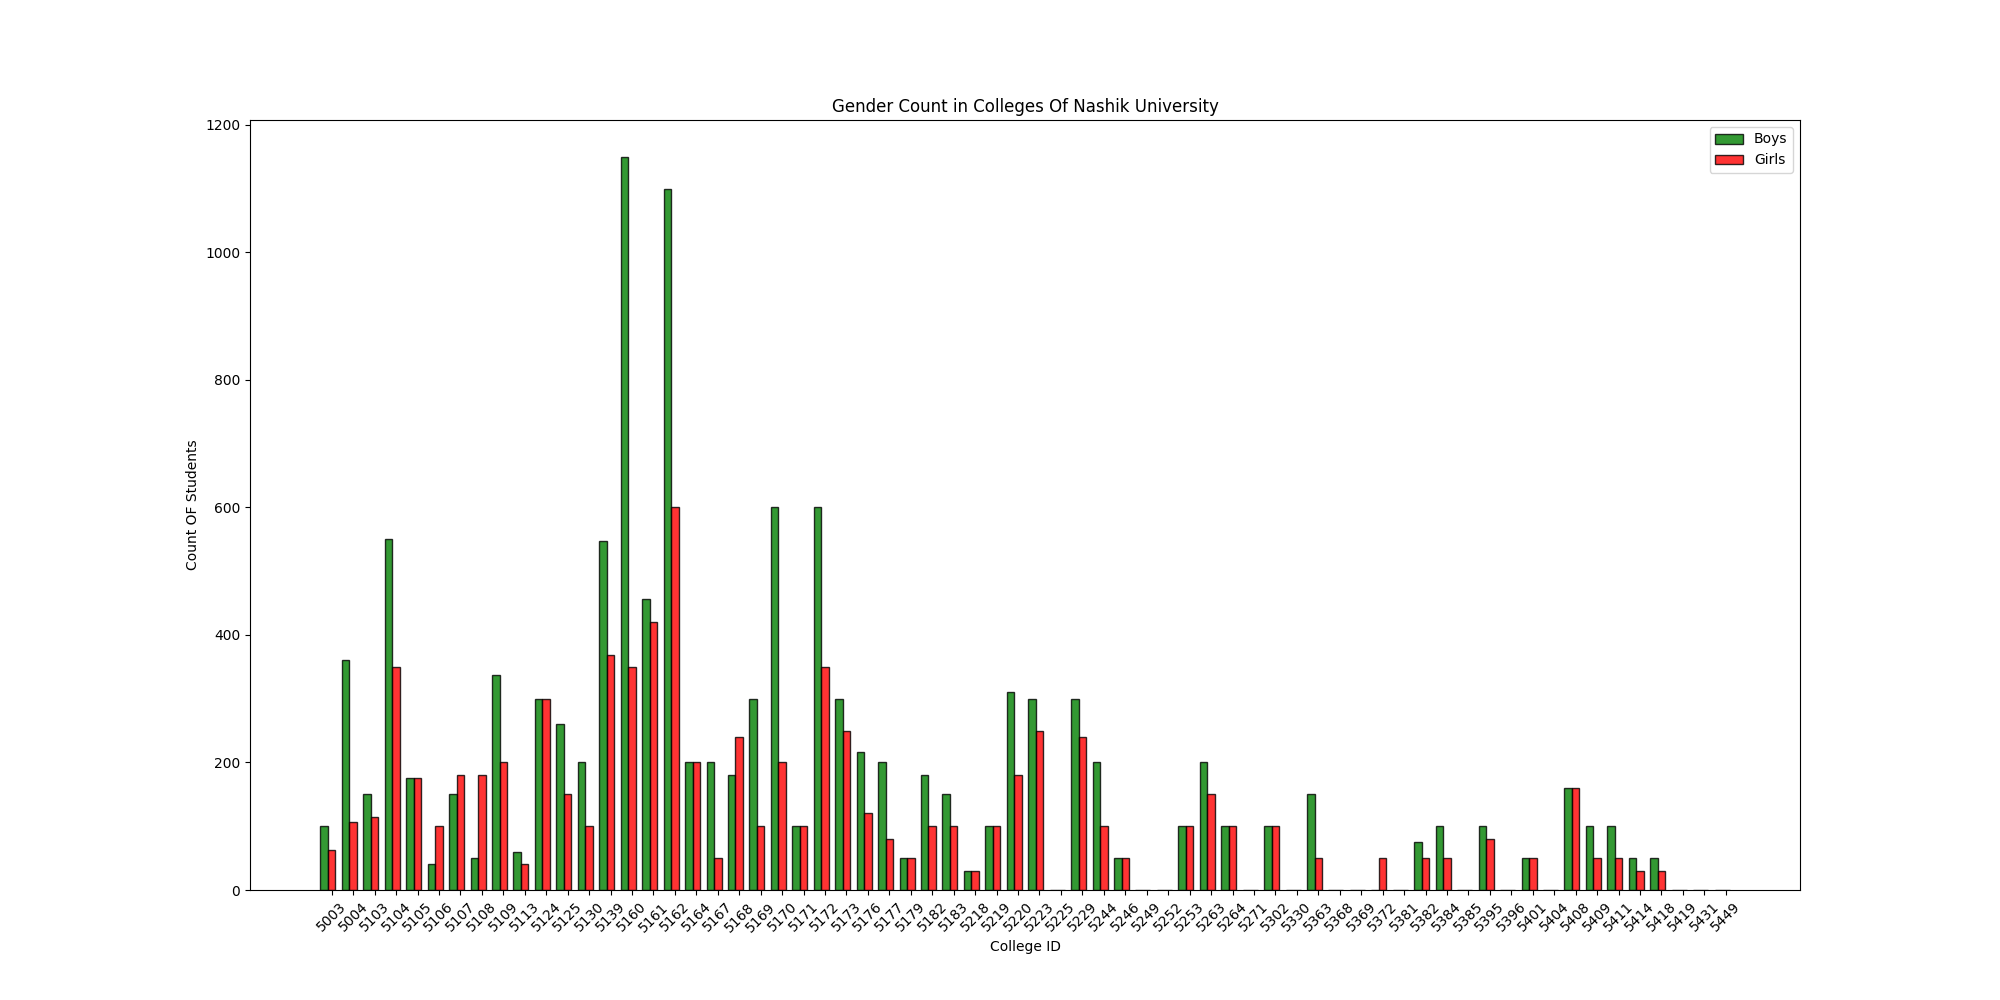 Gender Count in Colleges Of Nashik University
1200
1000
800
600
400
200
0
Count OF Students
Boys
Girls
5003 5004 5103 5104 5105 5106 5107 5108 5109 5113 5124 5125 5130 5139 5160 5161 5162 5164 5167 5168 5169 5170 5171 5172 5173 5176 5177 5179 5182 5183 5218 5219 5220 5223 5225 5229 5244 5246 5249 5252 5253 5263 5264 5271 5302 5330 5363 5368 5369 5372 5381 5382 5384 5385 5395 5396 5401 5404 5408 5409 5411 5414 5418 5419 5431 5449
College ID